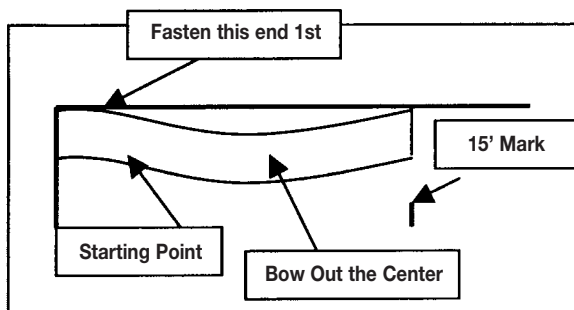 Fasten this end 1st
15' Mark
Starting Point
Bow Out the Center